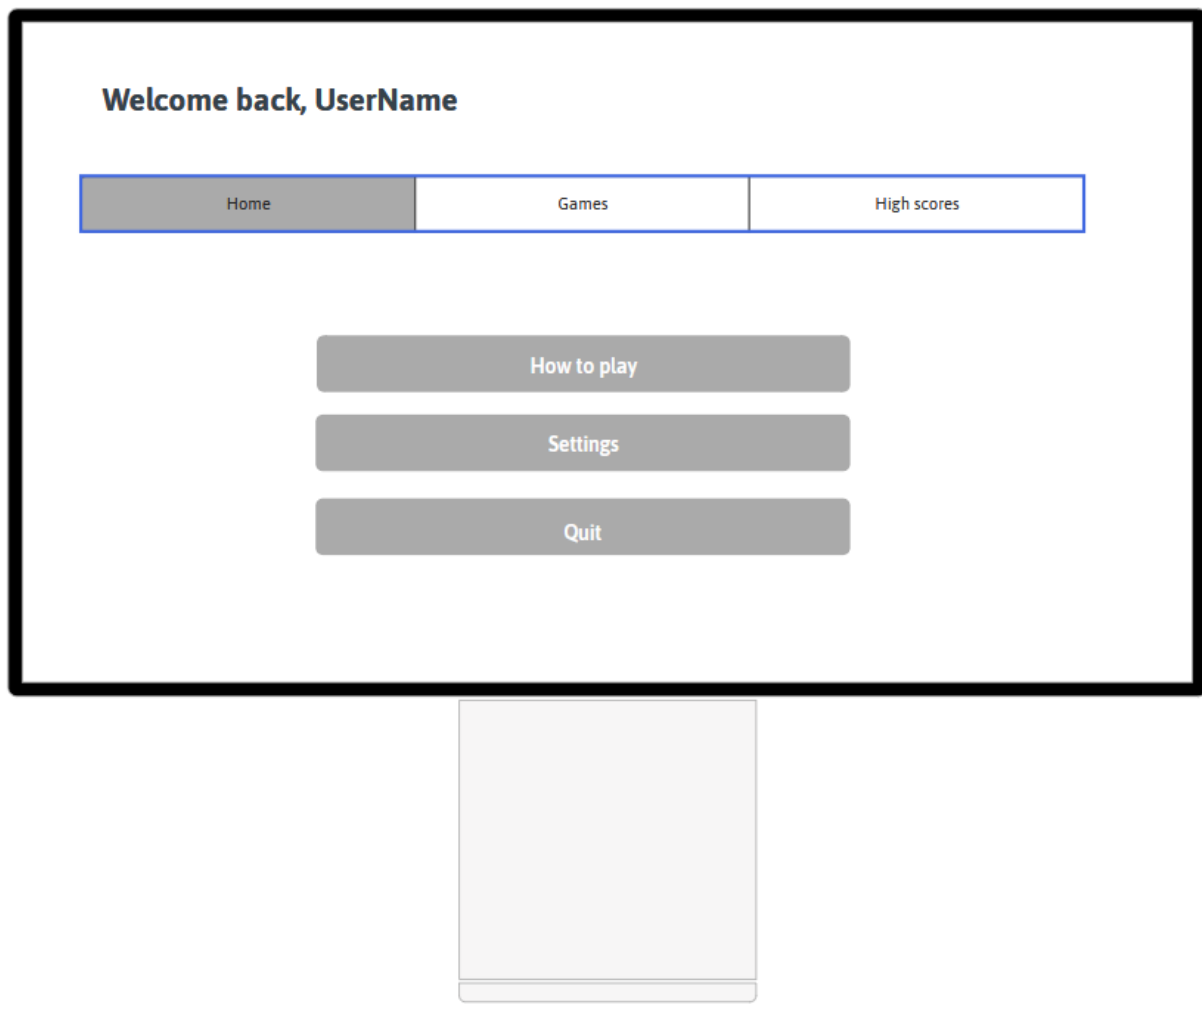 Welcome back, UserName
Home
Games
High scores
How to play
Settings
Quit